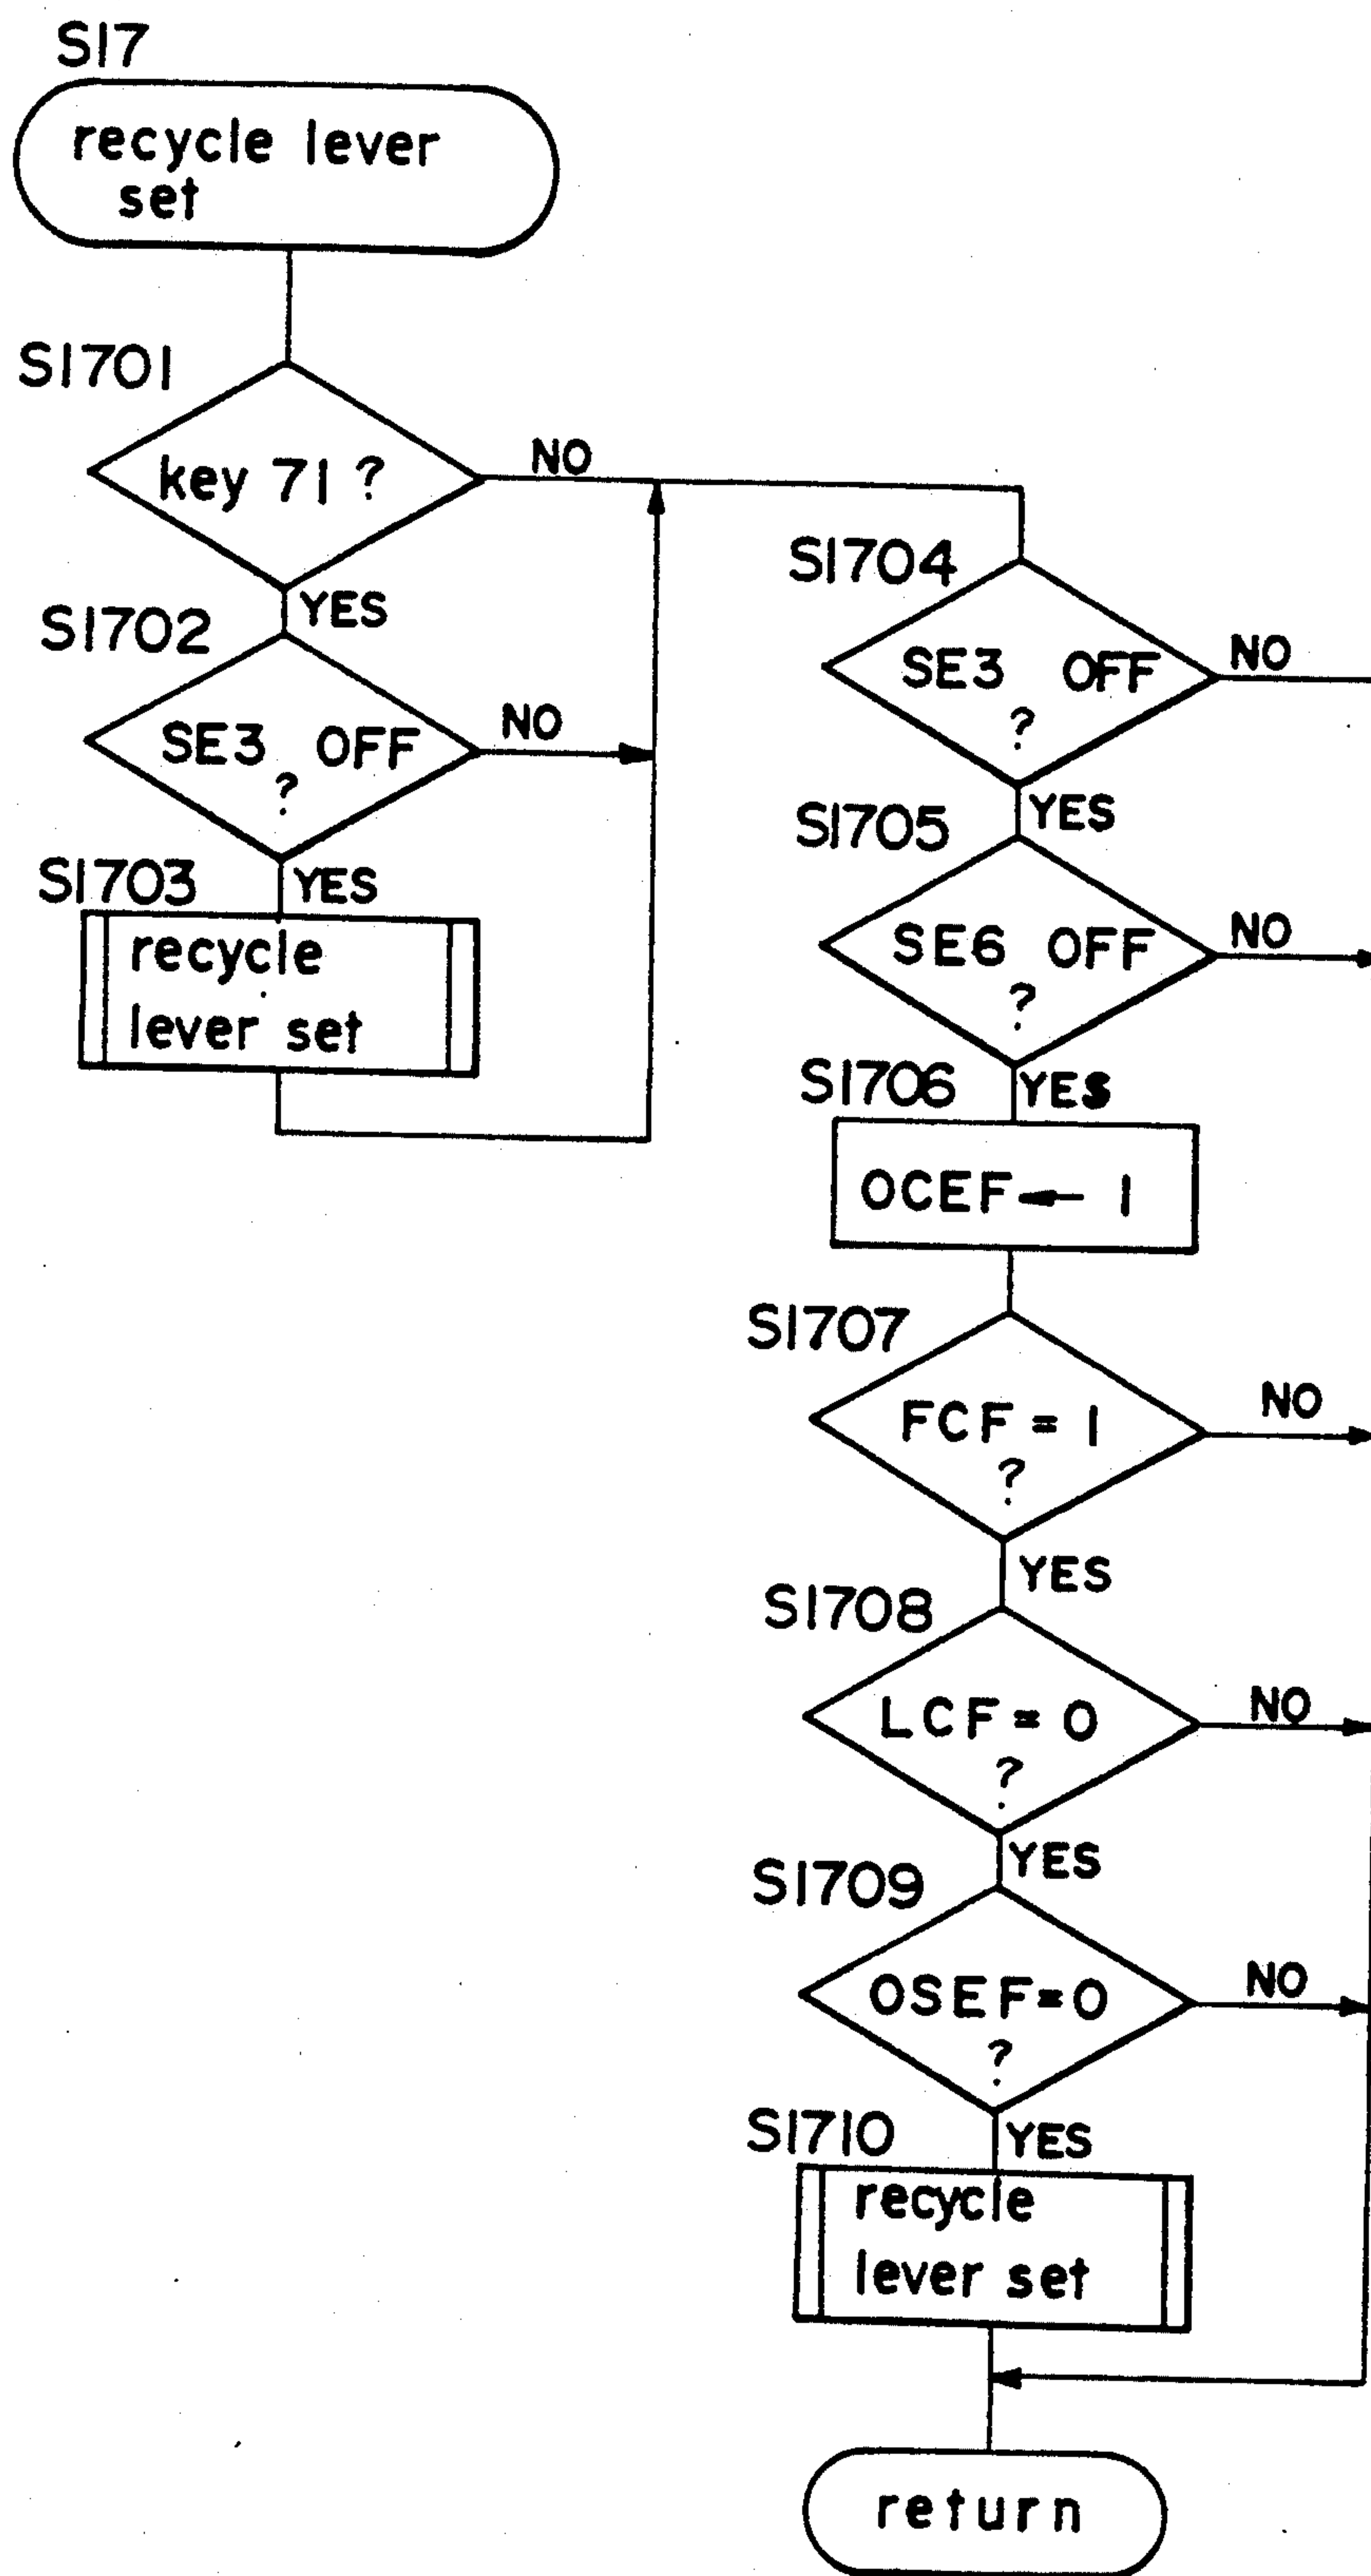 S17
recycle lever
set
S1701
key 71 ?
NO
YES
S1702
SE3 OFF
?
NO
YES
S1703
recycle
lever set
S1704
SE3 OFF
?
NO
YES
S1705
SE6 OFF
?
NO
YES
S1706
OCEF ← 1
S1707
FCF = 1
?
NO
YES
S1708
LCF = 0
?
NO
YES
S1709
OSEF=0
?
NO
YES
S1710
recycle
lever set
return